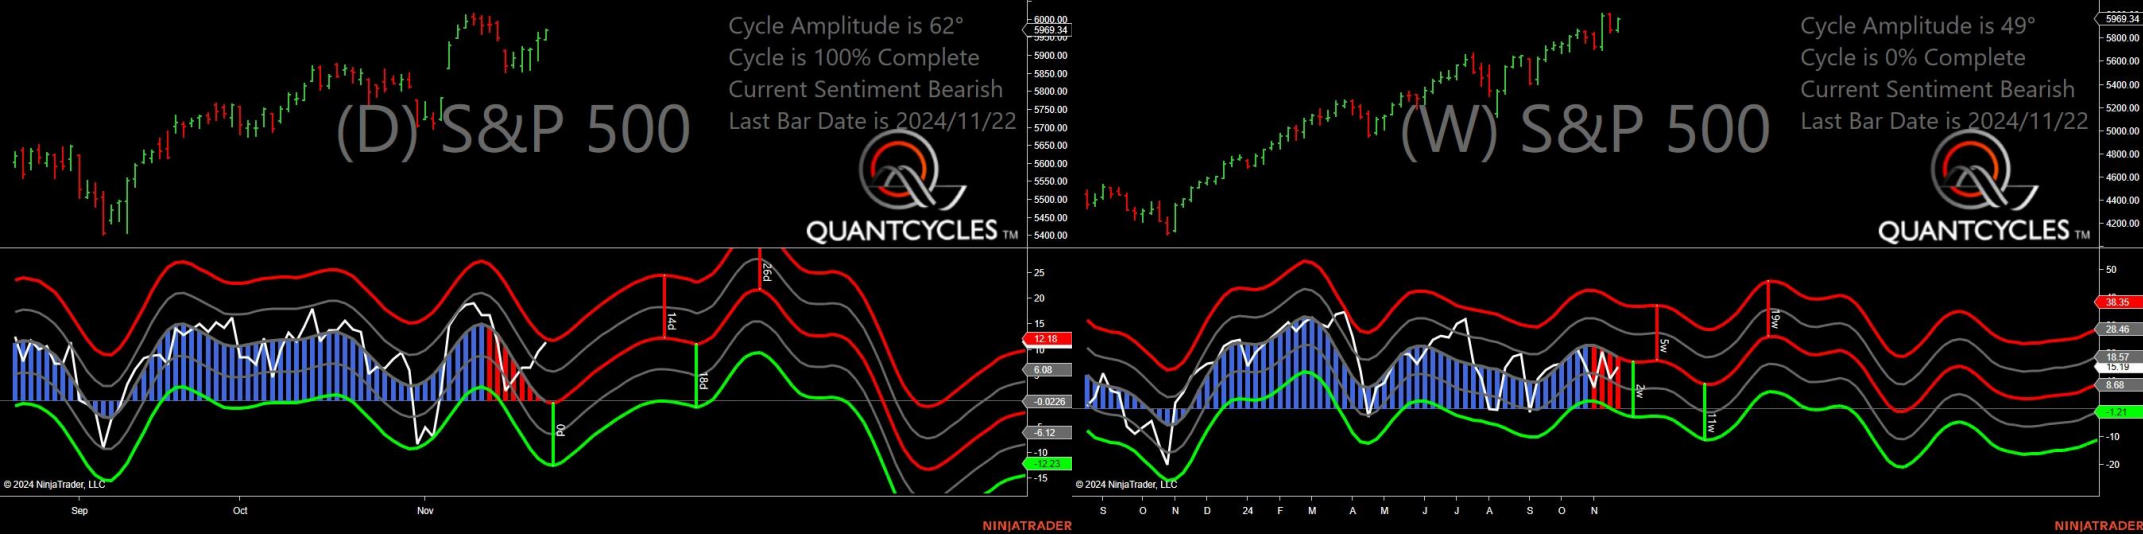 Cycle Amplitude is 62°
Cycle is 100% Complete
Current Sentiment Bearish
Last Bar Date is 2024/11/22
(D) S&P 500
QUANTCYCLES TM
6000.00
5969.34
5900.00
5850.00
5800.00
5750.00
5700.00
5650.00
5600.00
5550.00
5500.00
5450.00
5400.00
25
20
15
12.18
10
6.08
-0.0226
-6.12
-10
-12.23
-15
14d
26d
18d
0d
© 2024 NinjaTrader, LLC
Sep Oct Nov
NINJATRADER
Cycle Amplitude is 49°
Cycle is 0% Complete
Current Sentiment Bearish
Last Bar Date is 2024/11/22
(W) S&P 500
QUANTCYCLES TM
5969.34
5800.00
5600.00
5400.00
5200.00
5000.00
4800.00
4600.00
4400.00
4200.00
50
38.35
28.46
18.57
15.19
8.68
-1.21
-10
-20
19w
5w
2w
11w
© 2024 NinjaTrader, LLC
S O N D 24 F M A M J J A S O N
NINJATRADER